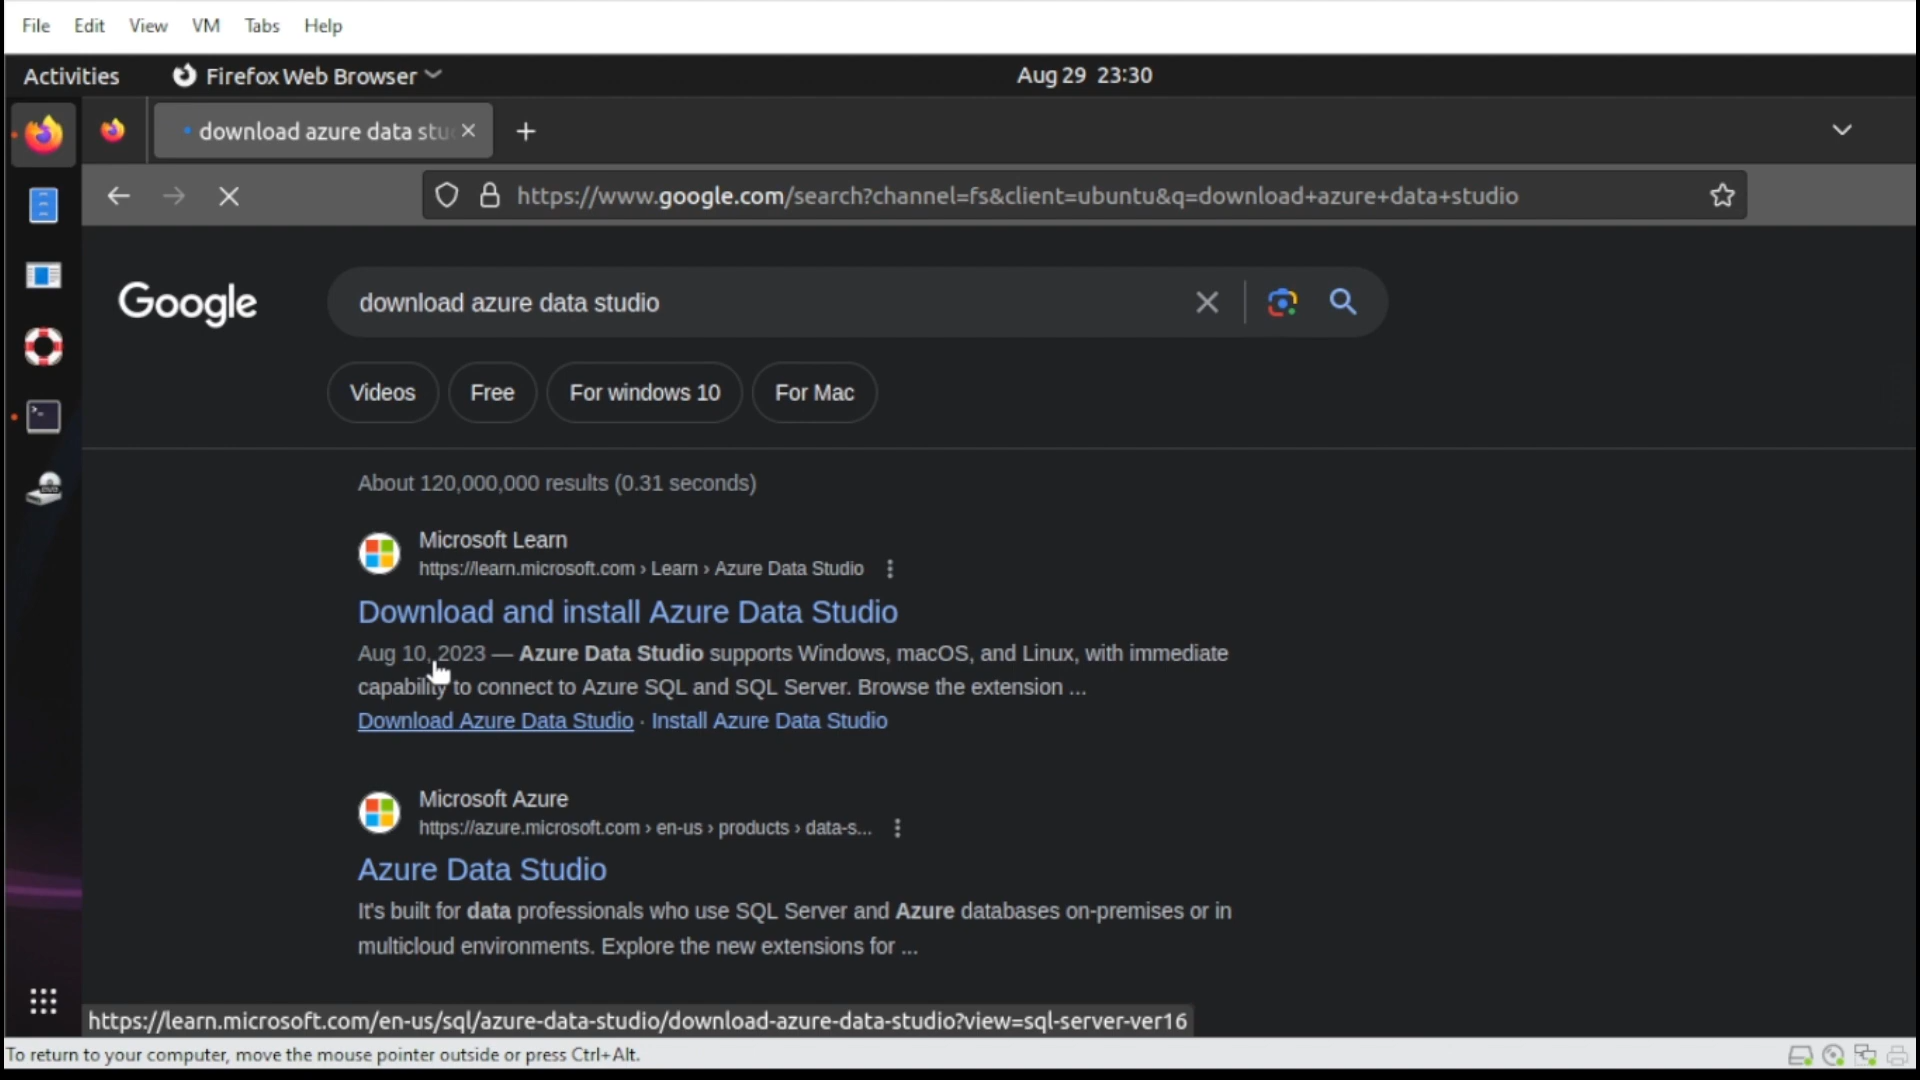 File Edit View VM Tabs Help
Activities Firefox Web Browser Aug 29 23:30
download azure data stu
https://www.google.com/search?channel=fs&client=ubuntu&q=download+azure+data+studio
Google download azure data studio
Videos Free For windows 10 For Mac
About 120,000,000 results (0.31 seconds)
Microsoft Learn
https://learn.microsoft.com › Learn › Azure Data Studio
Download and install Azure Data Studio
Aug 10, 2023 — Azure Data Studio supports Windows, macOS, and Linux, with immediate
capability to connect to Azure SQL and SQL Server. Browse the extension ...
Download Azure Data Studio · Install Azure Data Studio
Microsoft Azure
https://azure.microsoft.com › en-us › products › data-s...
Azure Data Studio
It's built for data professionals who use SQL Server and Azure databases on-premises or in
multicloud environments. Explore the new extensions for ...
https://learn.microsoft.com/en-us/sql/azure-data-studio/download-azure-data-studio?view=sql-server-ver16
To return to your computer, move the mouse pointer outside or press Ctrl+Alt.